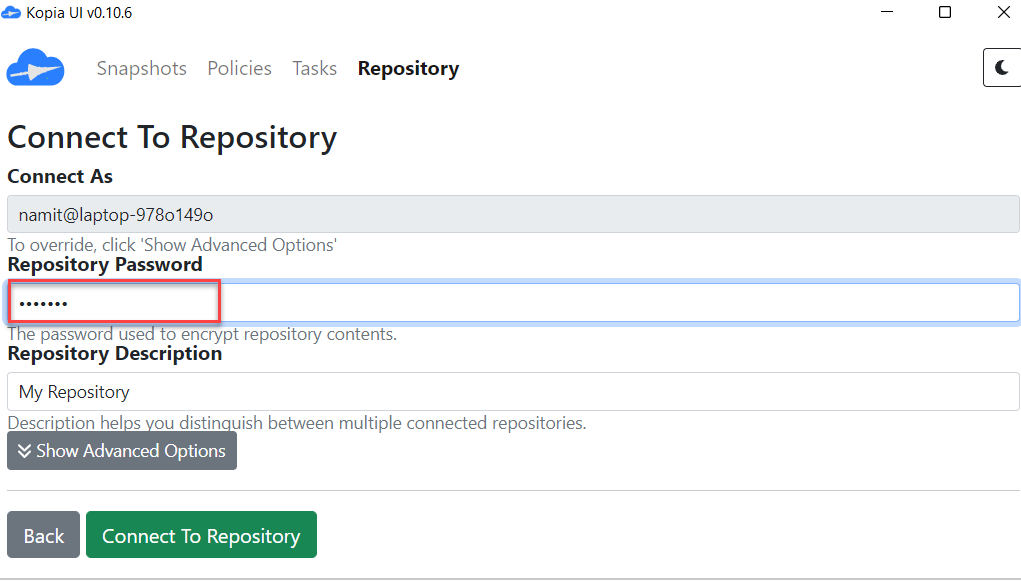 Kopia UI v0.10.6
Snapshots Policies Tasks Repository
Connect To Repository
Connect As
namit@laptop-978o149o
To override, click 'Show Advanced Options'
Repository Password
•••••••
The password used to encrypt repository contents.
Repository Description
My Repository
Description helps you distinguish between multiple connected repositories.
Show Advanced Options
Back Connect To Repository